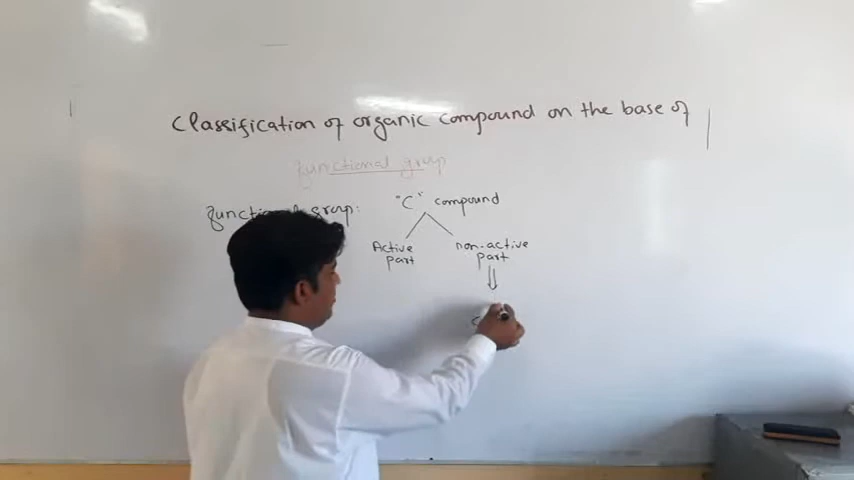 Classification of organic compound on the base of
functional group
functional group:
"C" compound
Active part
non-active part